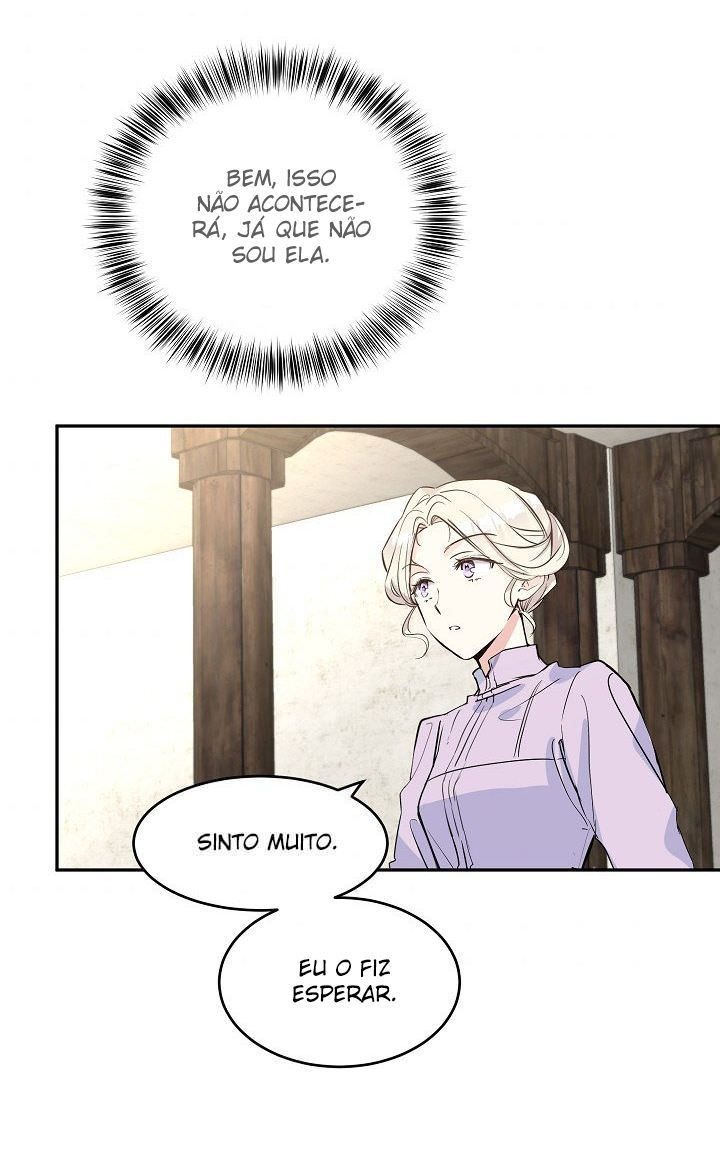 BEM, ISSO
NÃO ACONTECE-
RÁ, JÁ QUE NÃO
SOU ELA.
SINTO MUITO.
EU O FIZ
ESPERAR.